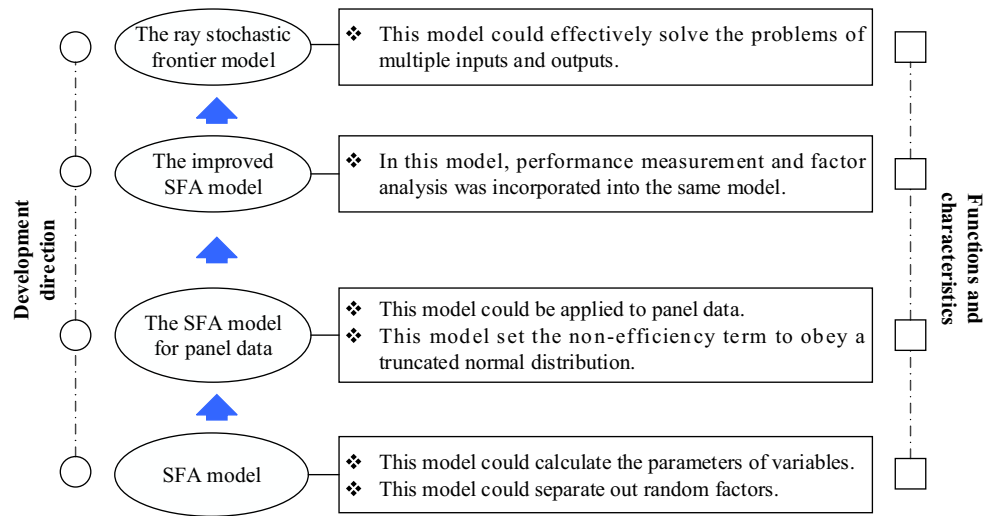 The ray stochastic
frontier model
❖ This model could effectively solve the problems of
multiple inputs and outputs.
The improved
SFA model
❖ In this model, performance measurement and factor
analysis was incorporated into the same model.
Development
direction
Functions and
characteristics
The SFA model
for panel data
❖ This model could be applied to panel data.
❖ This model set the non-efficiency term to obey a
truncated normal distribution.
SFA model
❖ This model could calculate the parameters of variables.
❖ This model could separate out random factors.